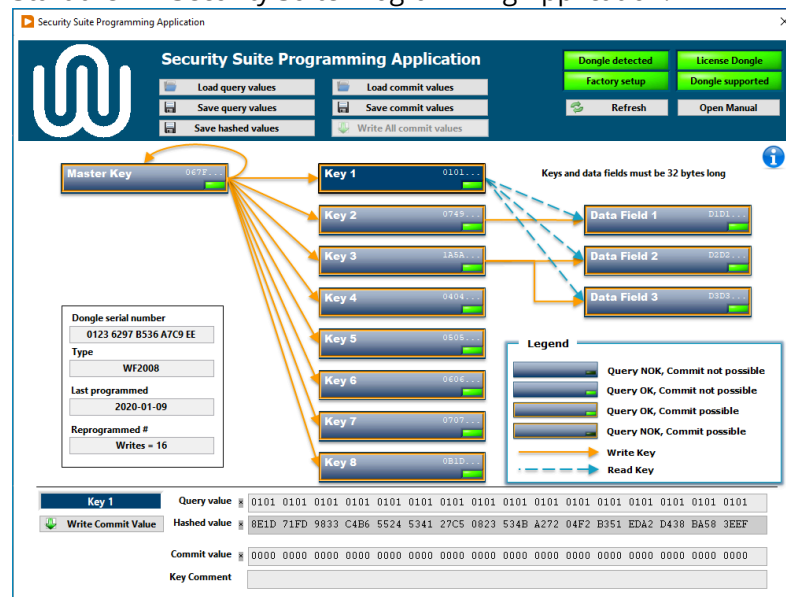 Security Suite Programming Application
Security Suite Programming Application
Load query values
Load commit values
Save query values
Save commit values
Save hashed values
Write All commit values
Dongle detected
License Dongle
Factory setup
Dongle supported
Refresh
Open Manual
Master Key 067F...
Key 1 0101...
Keys and data fields must be 32 bytes long
Key 2 0749...
Data Field 1 D1D1...
Key 3 1A5A...
Data Field 2 D2D2...
Key 4 0404...
Data Field 3 D3D3...
Key 5 0505...
Key 6 0606...
Key 7 0707...
Key 8 0B1D...
Dongle serial number
0123 6297 B536 A7C9 EE
Type
WF2008
Last programmed
2020-01-09
Reprogrammed #
Writes = 16
Legend
Query NOK, Commit not possible
Query OK, Commit not possible
Query OK, Commit possible
Query NOK, Commit possible
Write Key
Read Key
Key 1
Query value x 0101 0101 0101 0101 0101 0101 0101 0101 0101 0101 0101 0101 0101 0101 0101 0101
Write Commit Value
Hashed value x 8E1D 71FD 9833 C4B6 5524 5341 27C5 0823 534B A272 04F2 B351 EDA2 D438 BA58 3EEF
Commit value x 0000 0000 0000 0000 0000 0000 0000 0000 0000 0000 0000 0000 0000 0000 0000 0000
Key Comment